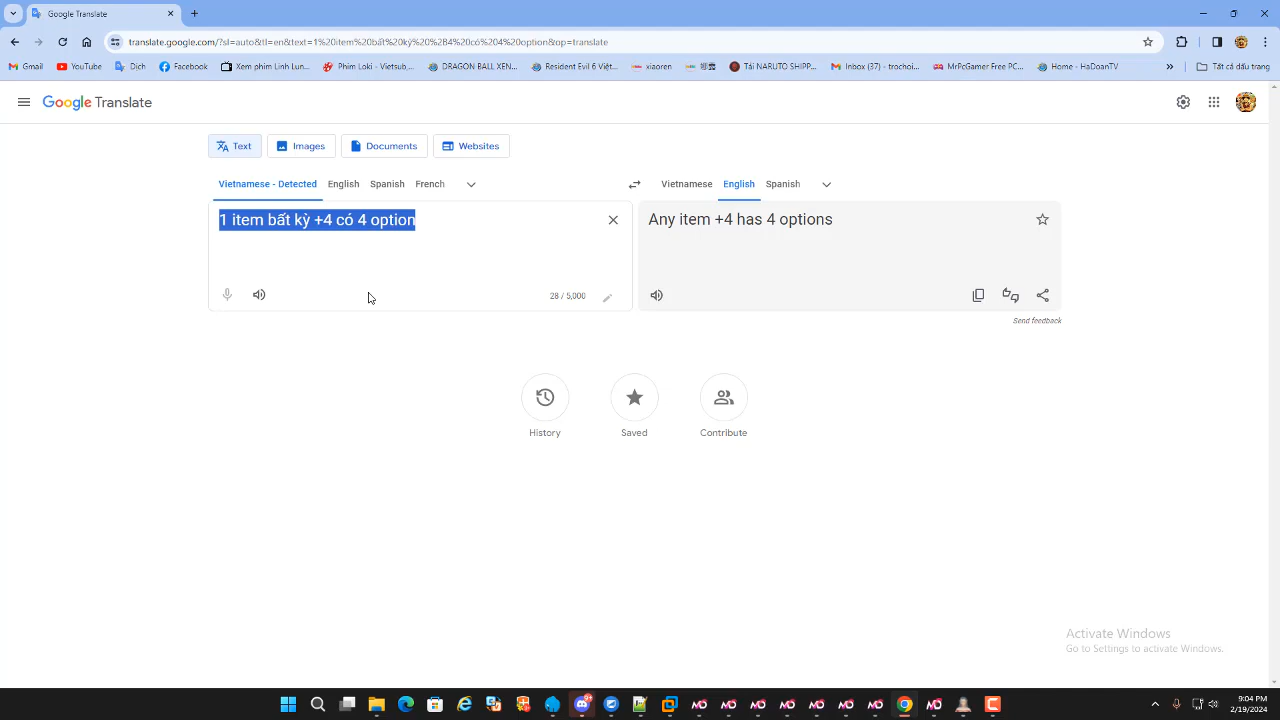 Google Translate
translate.google.com/?sl=auto&tl=en&text=1%20item%20bất%20kỳ%20%2B4%20có%204%20option&op=translate
Gmail YouTube Dịch Facebook Xem phim Linh Lun... Phim Loki - Vietsub,... DRAGON BALL XENO... Resident Evil 6 Việt... xiaoren Tải NARUTO SHIPP... Inbox (37) - trochoi... MrPcGamer Free PC... Home - HaDoanTV Tất cả dấu trang
Google Translate
Text Images Documents Websites
Vietnamese - Detected English Spanish French Vietnamese English Spanish
1 item bất kỳ +4 có 4 option
Any item +4 has 4 options
28 / 5,000
Send feedback
History Saved Contribute
Activate Windows
Go to Settings to activate Windows.
9+
9:04 PM
2/19/2024